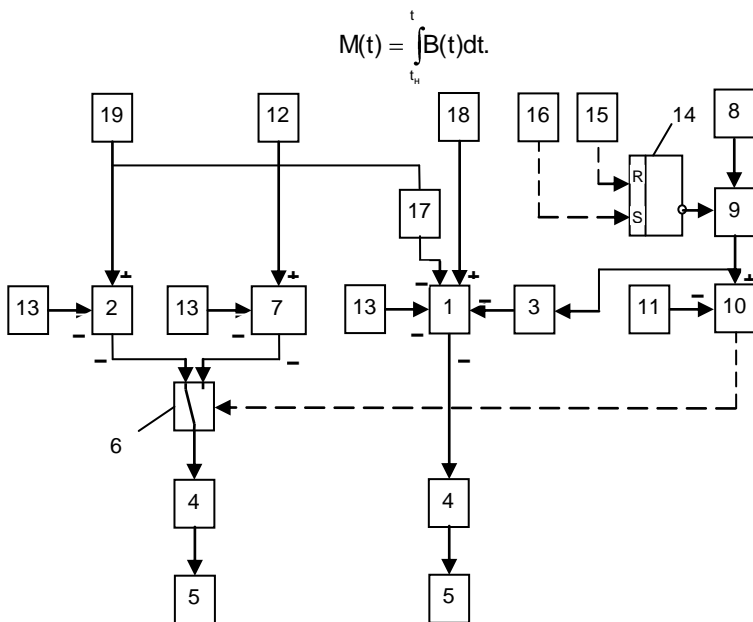 M(t) = ∫ B(t)dt.
t
tн
19 12 18 16 15 14 8
R
S
17 9
+ + - + +
13 2 13 7 13 1 - 3 11 - 10
- - -
- - -
6
4 4
5 5